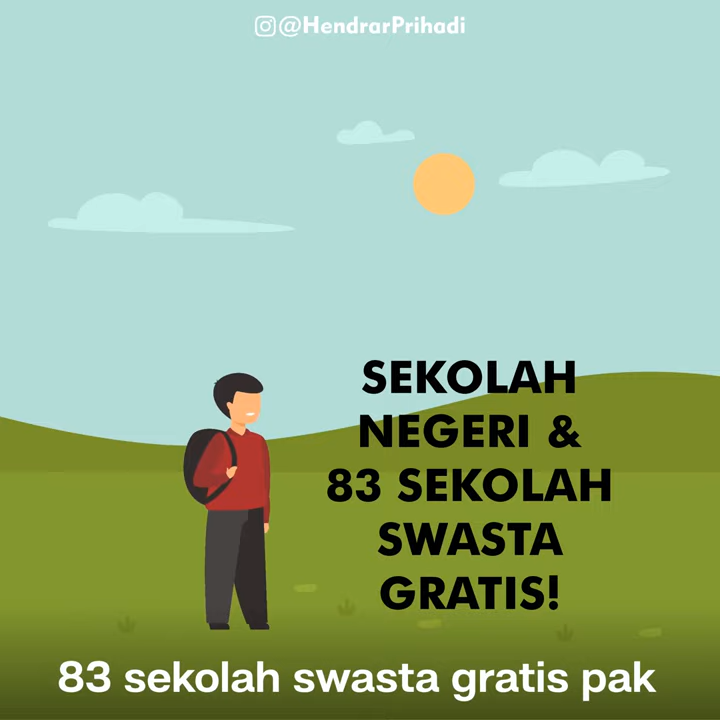 @HendrarPrihadi
SEKOLAH
NEGERI &
83 SEKOLAH
SWASTA
GRATIS!
83 sekolah swasta gratis pak